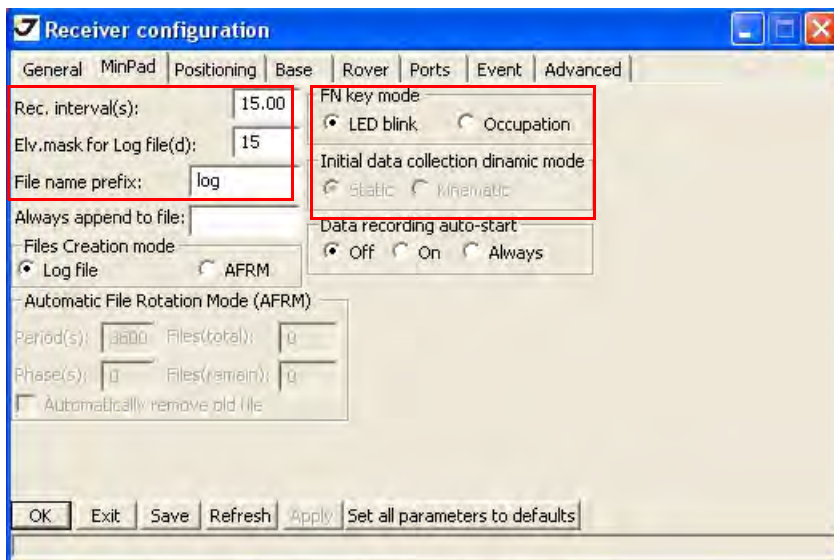 Receiver configuration
General MinPad Positioning Base Rover Ports Event Advanced
Rec. interval(s): 15.00
Elv.mask for Log file(d): 15
File name prefix: log
Always append to file:
Files Creation mode
Log file AFRM
FN key mode
LED blink Occupation
Initial data collection dinamic mode
Static Kinematic
Data recording auto-start
Off On Always
Automatic File Rotation Mode (AFRM)
Period(s): 3600 Files(total): 0
Phase(s): 0 Files(remain): 0
Automatically remove old file
OK Exit Save Refresh Apply Set all parameters to defaults